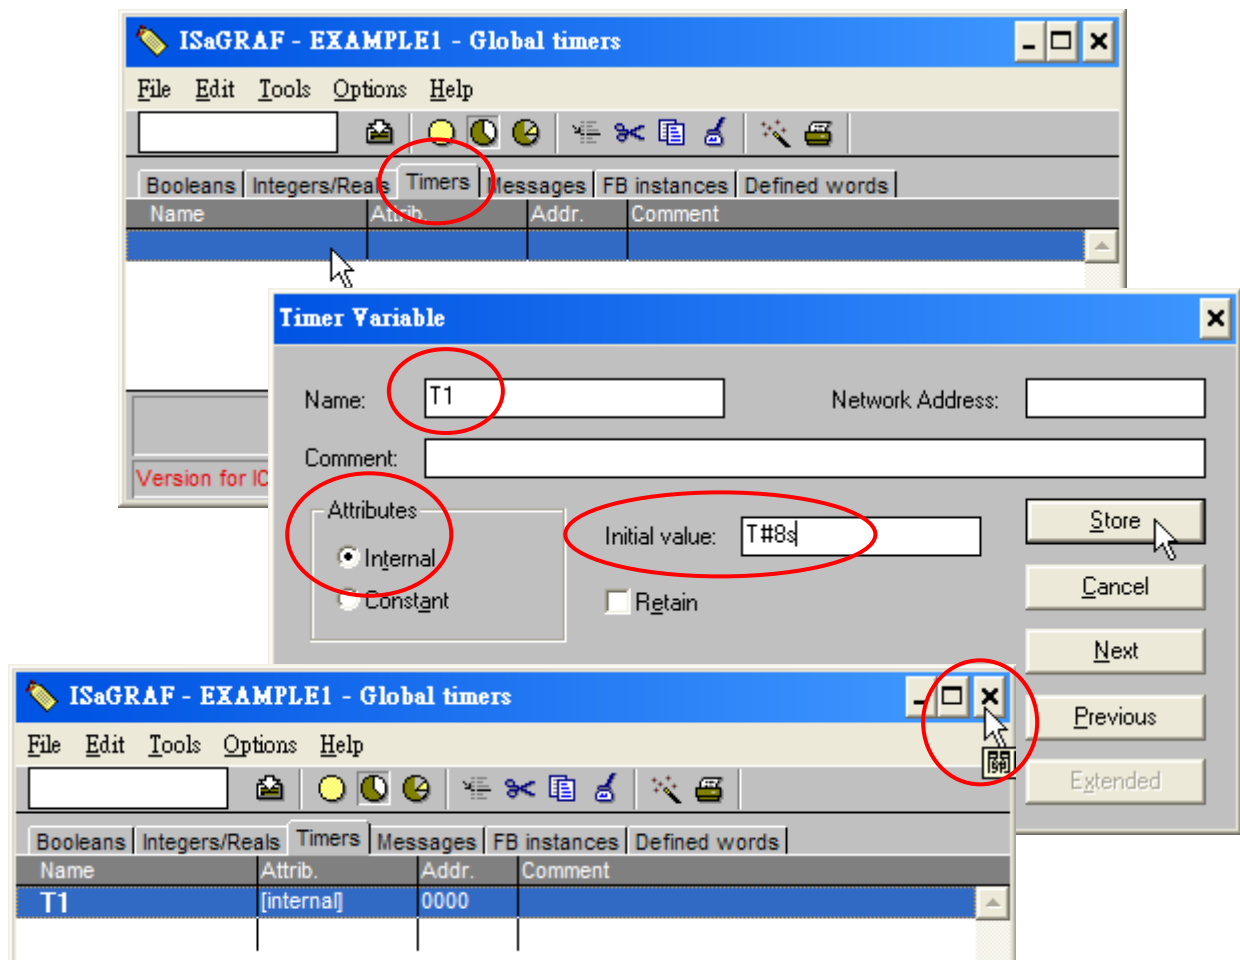 ISaGRAF - EXAMPLE1 - Global timers
File Edit Tools Options Help
Booleans Integers/Reals Timers Messages FB instances Defined words
Name Attrib. Addr. Comment
Version for IC
Timer Variable
Name: T1 Network Address:
Comment:
Attributes
Internal
Constant
Initial value: T#8s
Retain
Store
Cancel
Next
Previous
Extended
ISaGRAF - EXAMPLE1 - Global timers
File Edit Tools Options Help
Booleans Integers/Reals Timers Messages FB instances Defined words
Name Attrib. Addr. Comment
T1 [internal] 0000